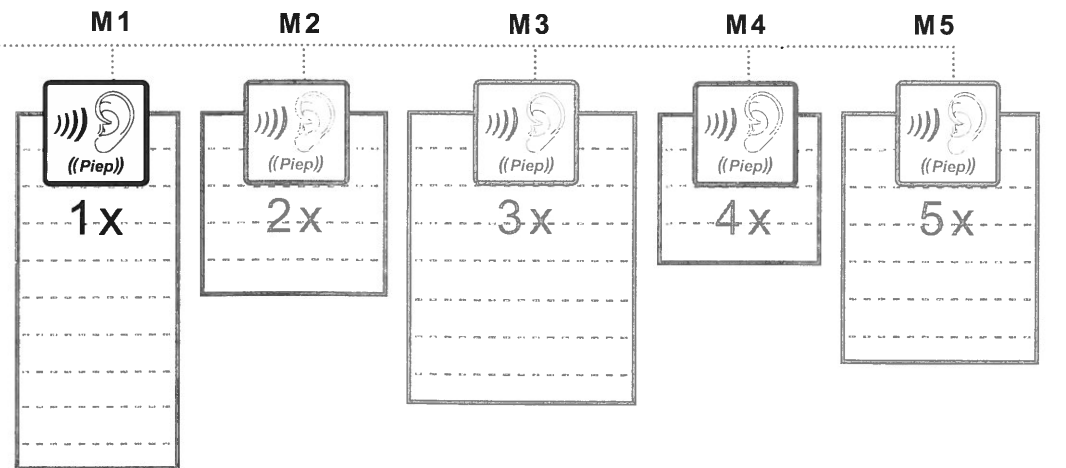 M1 M2 M3 M4 M5
((Piep)) ((Piep)) ((Piep)) ((Piep)) ((Piep))
1x 2x 3x 4x 5x